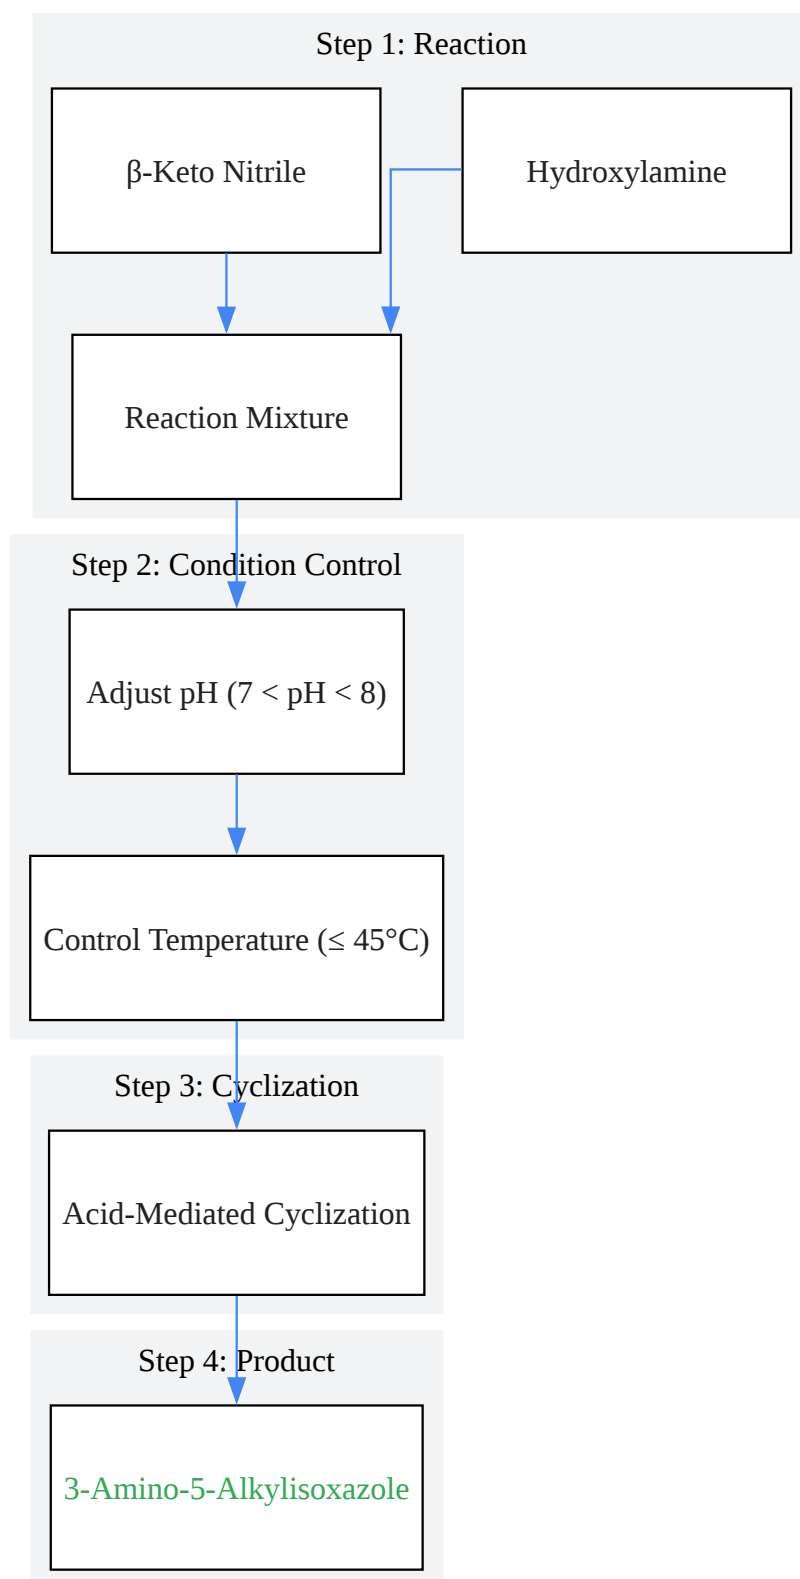 Step 1: Reaction
β-Keto Nitrile
Hydroxylamine
Reaction Mixture
Step 2: Condition Control
Adjust pH (7 < pH < 8)
Control Temperature (≤ 45°C)
Step 3: Cyclization
Acid-Mediated Cyclization
Step 4: Product
3-Amino-5-Alkylisoxazole